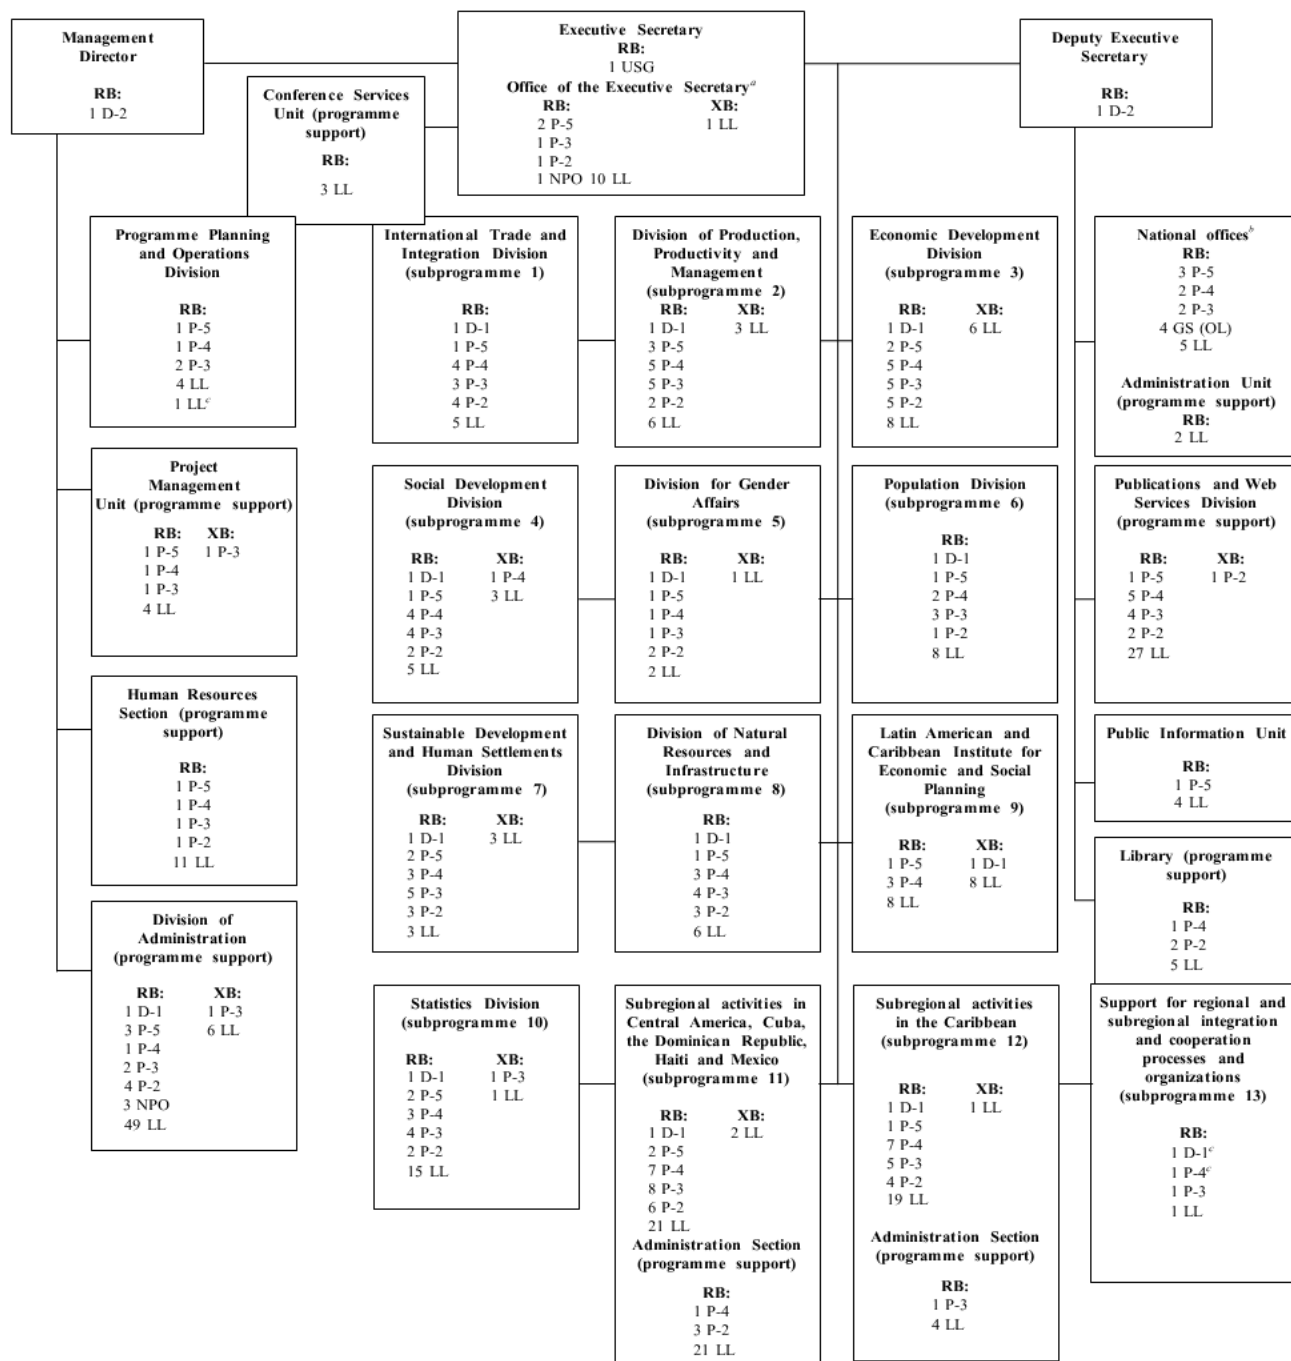 Management
Director
RB:
1 D-2
Executive Secretary
RB:
1 USG
Office of the Executive Secretaryᵃ
RB: XB:
2 P-5 1 LL
1 P-3
1 P-2
1 NPO 10 LL
Deputy Executive
Secretary
RB:
1 D-2
Conference Services
Unit (programme
support)
RB:
3 LL
Programme Planning
and Operations
Division
RB:
1 P-5
1 P-4
2 P-3
4 LL
1 LLᶜ
International Trade and
Integration Division
(subprogramme 1)
RB:
1 D-1
1 P-5
4 P-4
3 P-3
4 P-2
5 LL
Division of Production,
Productivity and
Management
(subprogramme 2)
RB: XB:
1 D-1 3 LL
3 P-5
5 P-4
5 P-3
2 P-2
6 LL
Economic Development
Division
(subprogramme 3)
RB: XB:
1 D-1 6 LL
2 P-5
5 P-4
5 P-3
5 P-2
8 LL
National officesᵇ
RB:
3 P-5
2 P-4
2 P-3
4 GS (OL)
5 LL
Administration Unit
(programme support)
RB:
2 LL
Project
Management
Unit (programme support)
RB: XB:
1 P-5 1 P-3
1 P-4
1 P-3
4 LL
Social Development
Division
(subprogramme 4)
RB: XB:
1 D-1 1 P-4
1 P-5 3 LL
4 P-4
4 P-3
2 P-2
5 LL
Division for Gender
Affairs
(subprogramme 5)
RB: XB:
1 D-1 1 LL
1 P-5
1 P-4
1 P-3
2 P-2
2 LL
Population Division
(subprogramme 6)
RB:
1 D-1
1 P-5
2 P-4
3 P-3
1 P-2
8 LL
Publications and Web
Services Division
(programme support)
RB: XB:
1 P-5 1 P-2
5 P-4
4 P-3
2 P-2
27 LL
Human Resources
Section (programme
support)
RB:
1 P-5
1 P-4
1 P-3
1 P-2
11 LL
Sustainable Development
and Human Settlements
Division
(subprogramme 7)
RB: XB:
1 D-1 3 LL
2 P-5
3 P-4
5 P-3
3 P-2
3 LL
Division of Natural
Resources and
Infrastructure
(subprogramme 8)
RB:
1 D-1
1 P-5
3 P-4
4 P-3
3 P-2
6 LL
Latin American and
Caribbean Institute for
Economic and Social
Planning
(subprogramme 9)
RB: XB:
1 P-5 1 D-1
3 P-4 8 LL
8 LL
Public Information Unit
RB:
1 P-5
4 LL
Library (programme
support)
RB:
1 P-4
2 P-2
5 LL
Division of
Administration
(programme support)
RB: XB:
1 D-1 1 P-3
3 P-5 6 LL
1 P-4
2 P-3
4 P-2
3 NPO
49 LL
Statistics Division
(subprogramme 10)
RB: XB:
1 D-1 1 P-3
2 P-5 1 LL
3 P-4
4 P-3
2 P-2
15 LL
Subregional activities in
Central America, Cuba,
the Dominican Republic,
Haiti and Mexico
(subprogramme 11)
RB: XB:
1 D-1 2 LL
2 P-5
7 P-4
8 P-3
6 P-2
21 LL
Administration Section
(programme support)
RB:
1 P-4
3 P-2
21 LL
Subregional activities
in the Caribbean
(subprogramme 12)
RB: XB:
1 D-1 1 LL
1 P-5
7 P-4
5 P-3
4 P-2
19 LL
Administration Section
(programme support)
RB:
1 P-3
4 LL
Support for regional and
subregional integration
and cooperation
processes and
organizations
(subprogramme 13)
RB:
1 D-1ᶜ
1 P-4ᶜ
1 P-3
1 LL